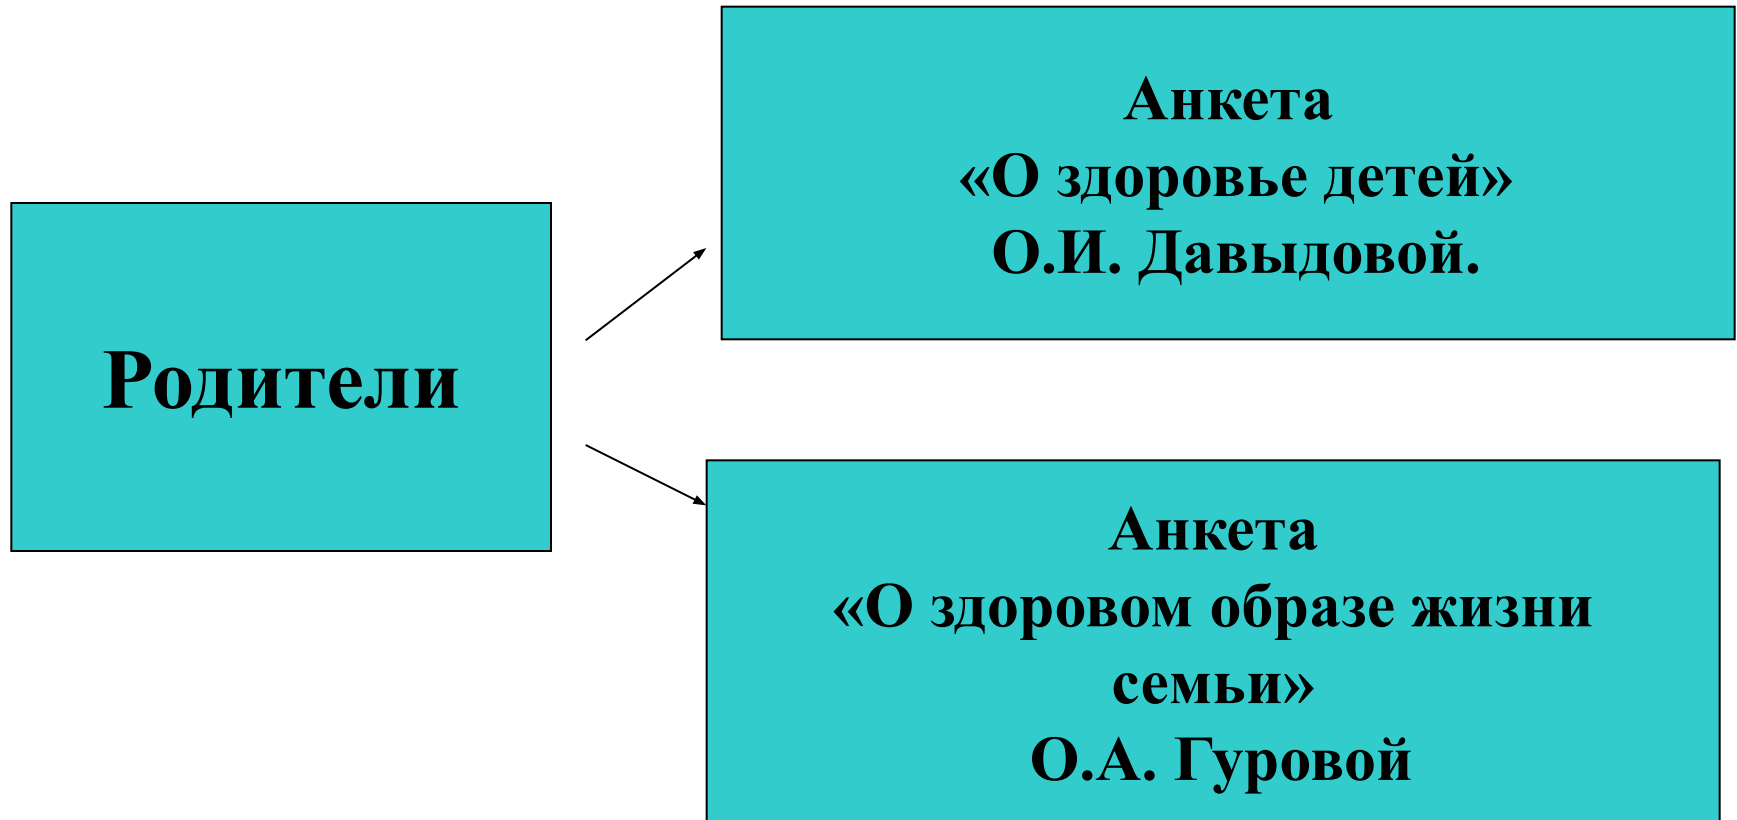 Родители
Анкета
«О здоровье детей»
О.И. Давыдовой.
Анкета
«О здоровом образе жизни
семьи»
О.А. Гуровой